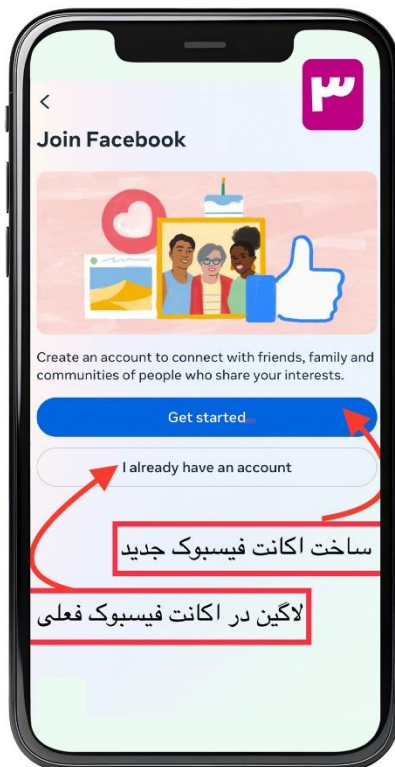 ۳
<
Join Facebook
Create an account to connect with friends, family and
communities of people who share your interests.
Get started
I already have an account
ساخت اکانت فیسبوک جدید
لاگین در اکانت فیسبوک فعلی